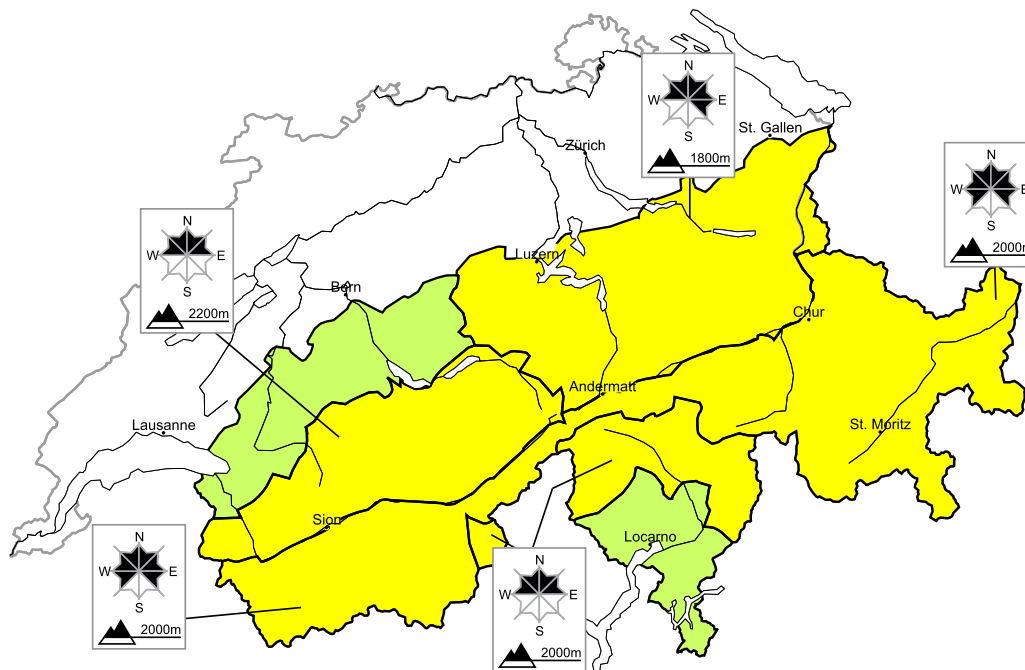 N
W E
S
1800m
St. Gallen
Zürich
N
W E
S
2000m
N
W E
S
2200m
Luzern
Bern
Chur
Andermatt
Lausanne
St. Moritz
Sion
Locarno
N
W E
S
2000m
N
W E
S
2000m